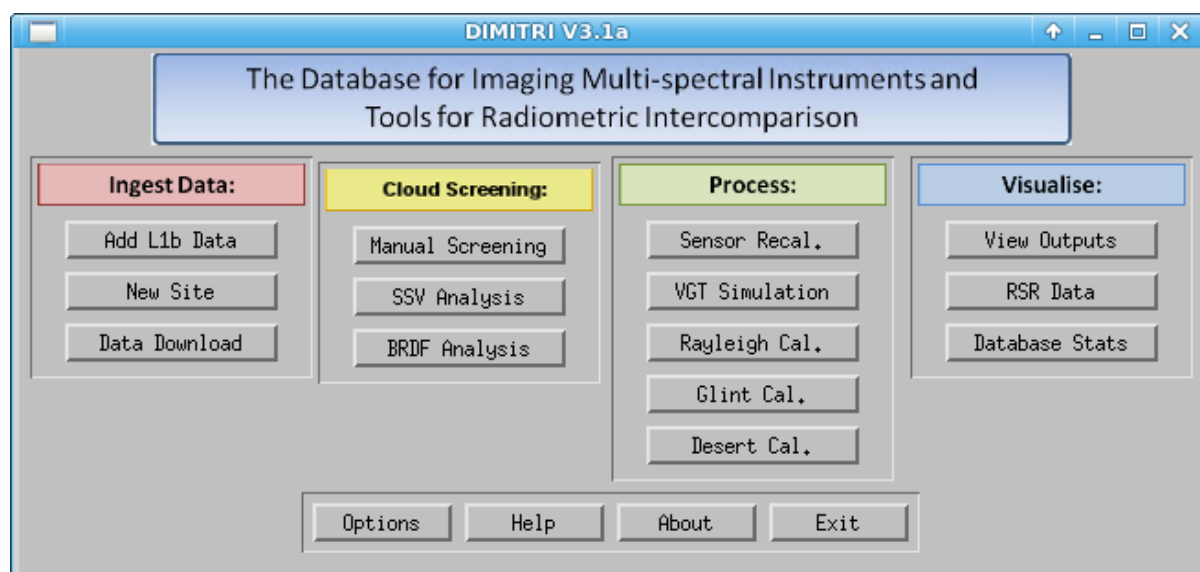 DIMITRI V3.1a
The Database for Imaging Multi-spectral Instruments and
Tools for Radiometric Intercomparison
Ingest Data:
Add L1b Data
New Site
Data Download
Cloud Screening:
Manual Screening
SSV Analysis
BRDF Analysis
Process:
Sensor Recal.
VGT Simulation
Rayleigh Cal.
Glint Cal.
Desert Cal.
Visualise:
View Outputs
RSR Data
Database Stats
Options
Help
About
Exit